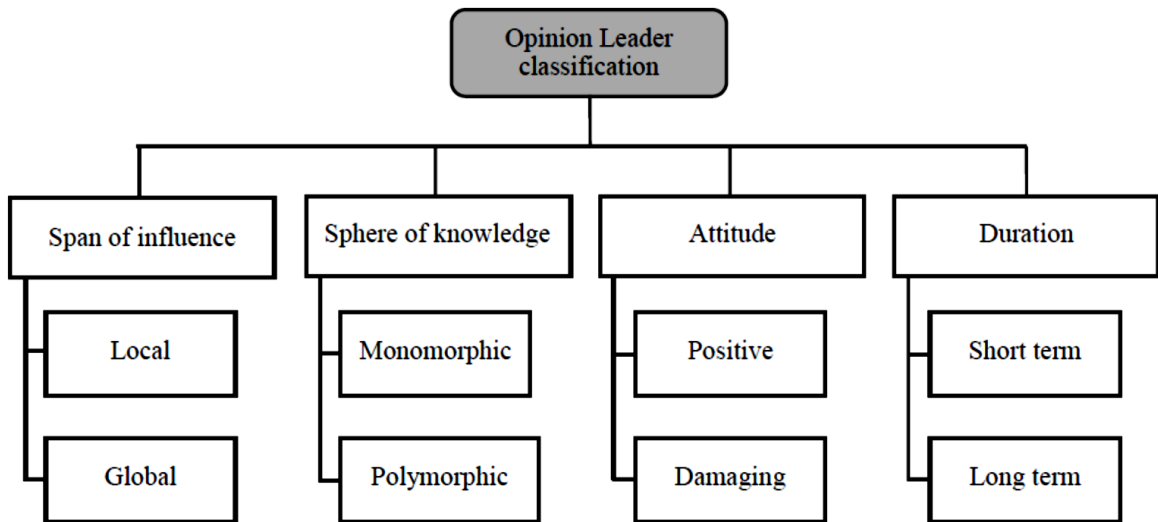 Opinion Leader
classification
Span of influence
Sphere of knowledge
Attitude
Duration
Local
Monomorphic
Positive
Short term
Global
Polymorphic
Damaging
Long term